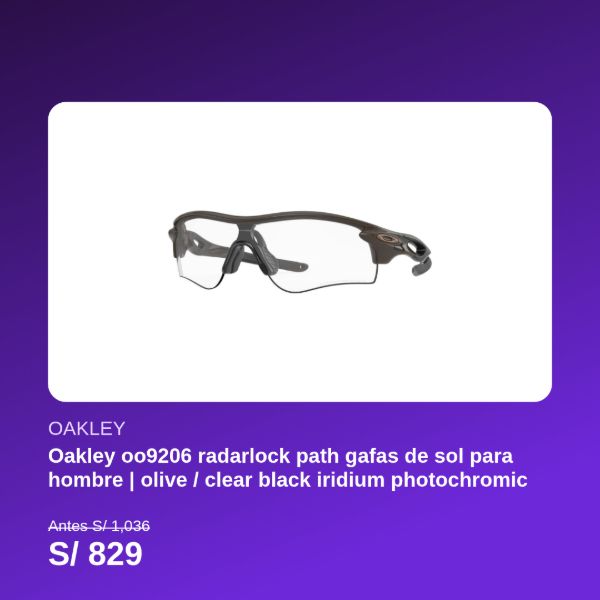 OAKLEY
Oakley oo9206 radarlock path gafas de sol para
hombre | olive / clear black iridium photochromic
Antes S/ 1,036
S/ 829